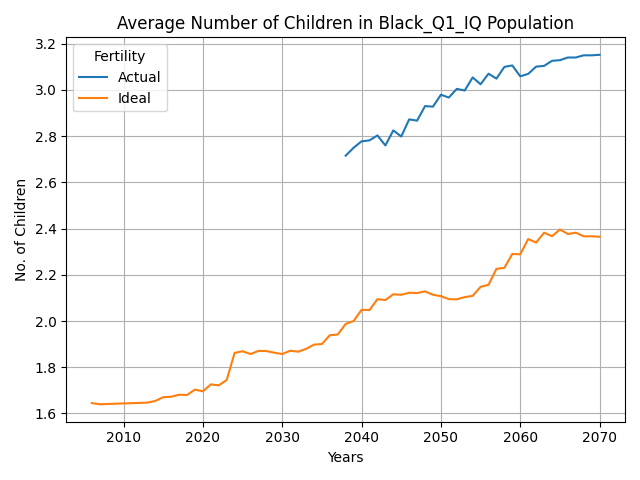 Average Number of Children in Black_Q1_IQ Population
Fertility
Actual
Ideal
No. of Children
3.2
3.0
2.8
2.6
2.4
2.2
2.0
1.8
1.6
2010 2020 2030 2040 2050 2060 2070
Years